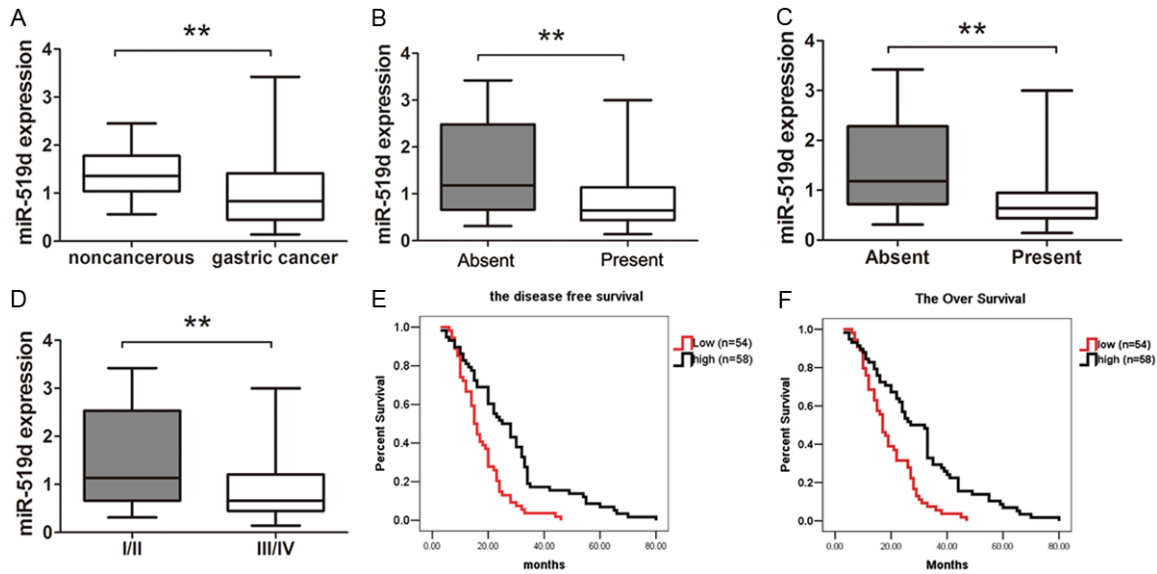 A
miR-519d expression
**
4
3
2
1
0
noncancerous
gastric cancer
B
miR-519d expression
**
4
3
2
1
0
Absent
Present
C
miR-519d expression
**
4
3
2
1
0
Absent
Present
D
miR-519d expression
**
4
3
2
1
0
I/II
III/IV
E
the disease free survival
Percent Survival
1.0
0.8
0.6
0.4
0.2
0.0
0.00
20.00
40.00
60.00
80.00
months
Low (n=54)
high (n=58)
F
The Over Survival
Percent Survival
1.0
0.8
0.6
0.4
0.2
0.0
0.00
20.00
40.00
60.00
80.00
Months
low (n=54)
high (n=58)